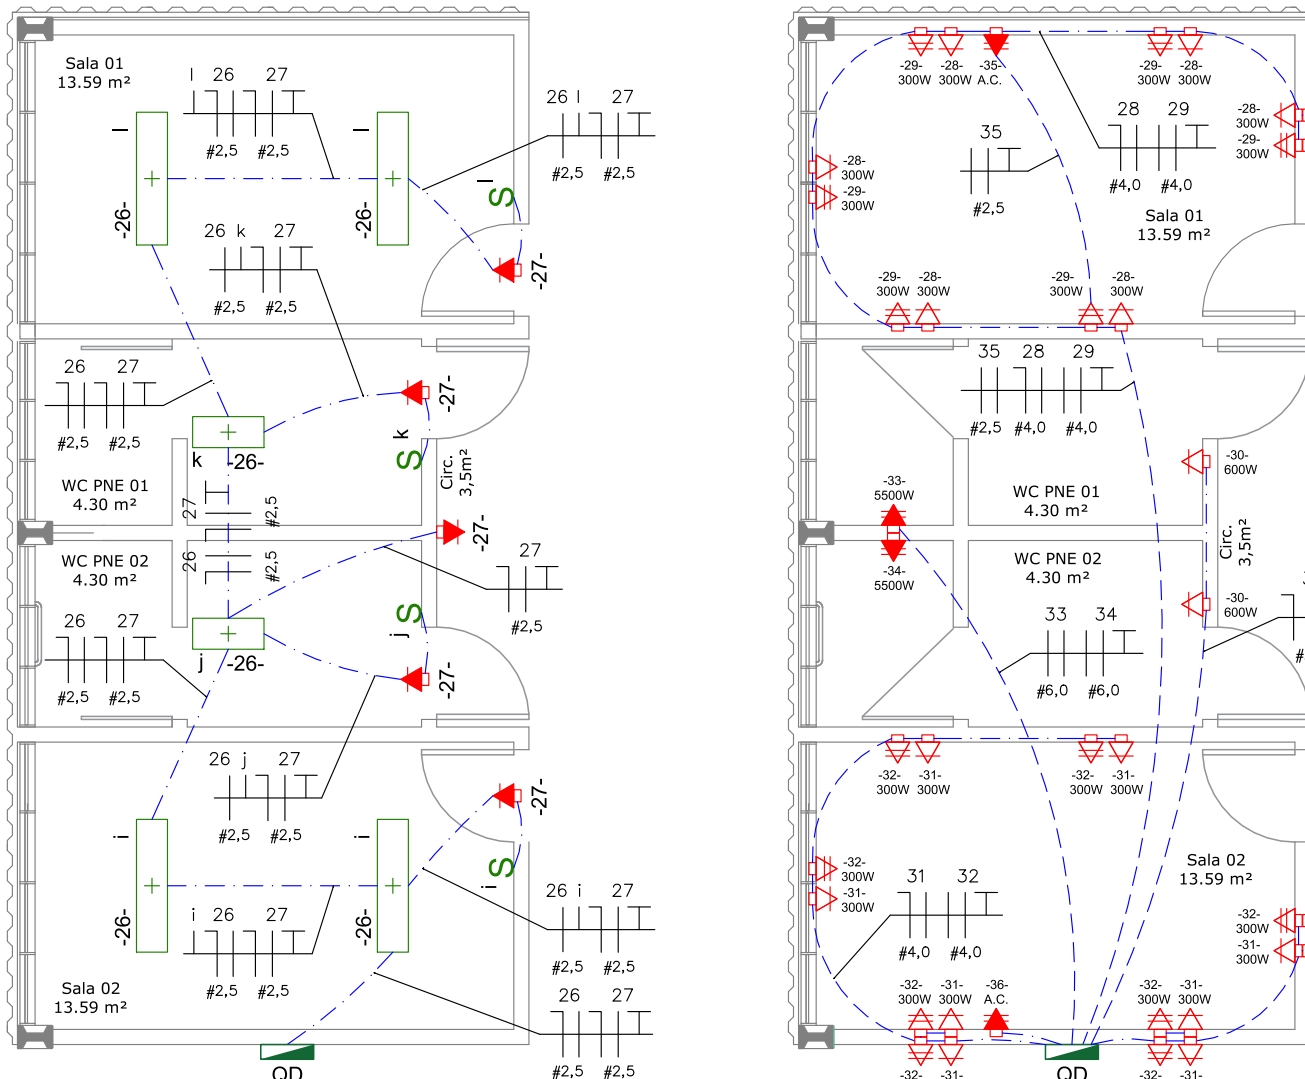 Sala 01
13.59 m²
l 26 27
#2,5 #2,5
l
-26-
l
-26-
26 l 27
#2,5 #2,5
l
S
-27-
26 k 27
#2,5 #2,5
26 27
#2,5 #2,5
k
-26-
-27-
k
S
Circ.
3,5m²
WC PNE 01
4.30 m²
27
#2,5
26
#2,5
-27-
WC PNE 02
4.30 m²
27
#2,5
26 27
#2,5 #2,5
S
j
j
-26-
-27-
26 j 27
#2,5 #2,5
-27-
i
-26-
i
-26-
S
i
i 26 27
#2,5 #2,5
26 i 27
#2,5 #2,5
Sala 02
13.59 m²
26 27
#2,5 #2,5
QD
-29-
300W
-28-
300W
-35-
A.C.
-29-
300W
-28-
300W
28 29
#4,0 #4,0
-28-
300W
-29-
300W
35
#2,5
-28-
300W
-29-
300W
Sala 01
13.59 m²
-29-
300W
-28-
300W
-29-
300W
-28-
300W
35 28 29
#2,5 #4,0 #4,0
-30-
600W
-33-
5500W
WC PNE 01
4.30 m²
Circ.
3,5m²
-34-
5500W
WC PNE 02
4.30 m²
-30-
600W
33 34
#6,0 #6,0
-32-
300W
-31-
300W
-32-
300W
-31-
300W
-32-
300W
-31-
300W
31 32
#4,0 #4,0
Sala 02
13.59 m²
-32-
300W
-31-
300W
-32-
300W
-31-
300W
-36-
A.C.
-32-
300W
-31-
300W
-32- -31-
QD
-32- -31-